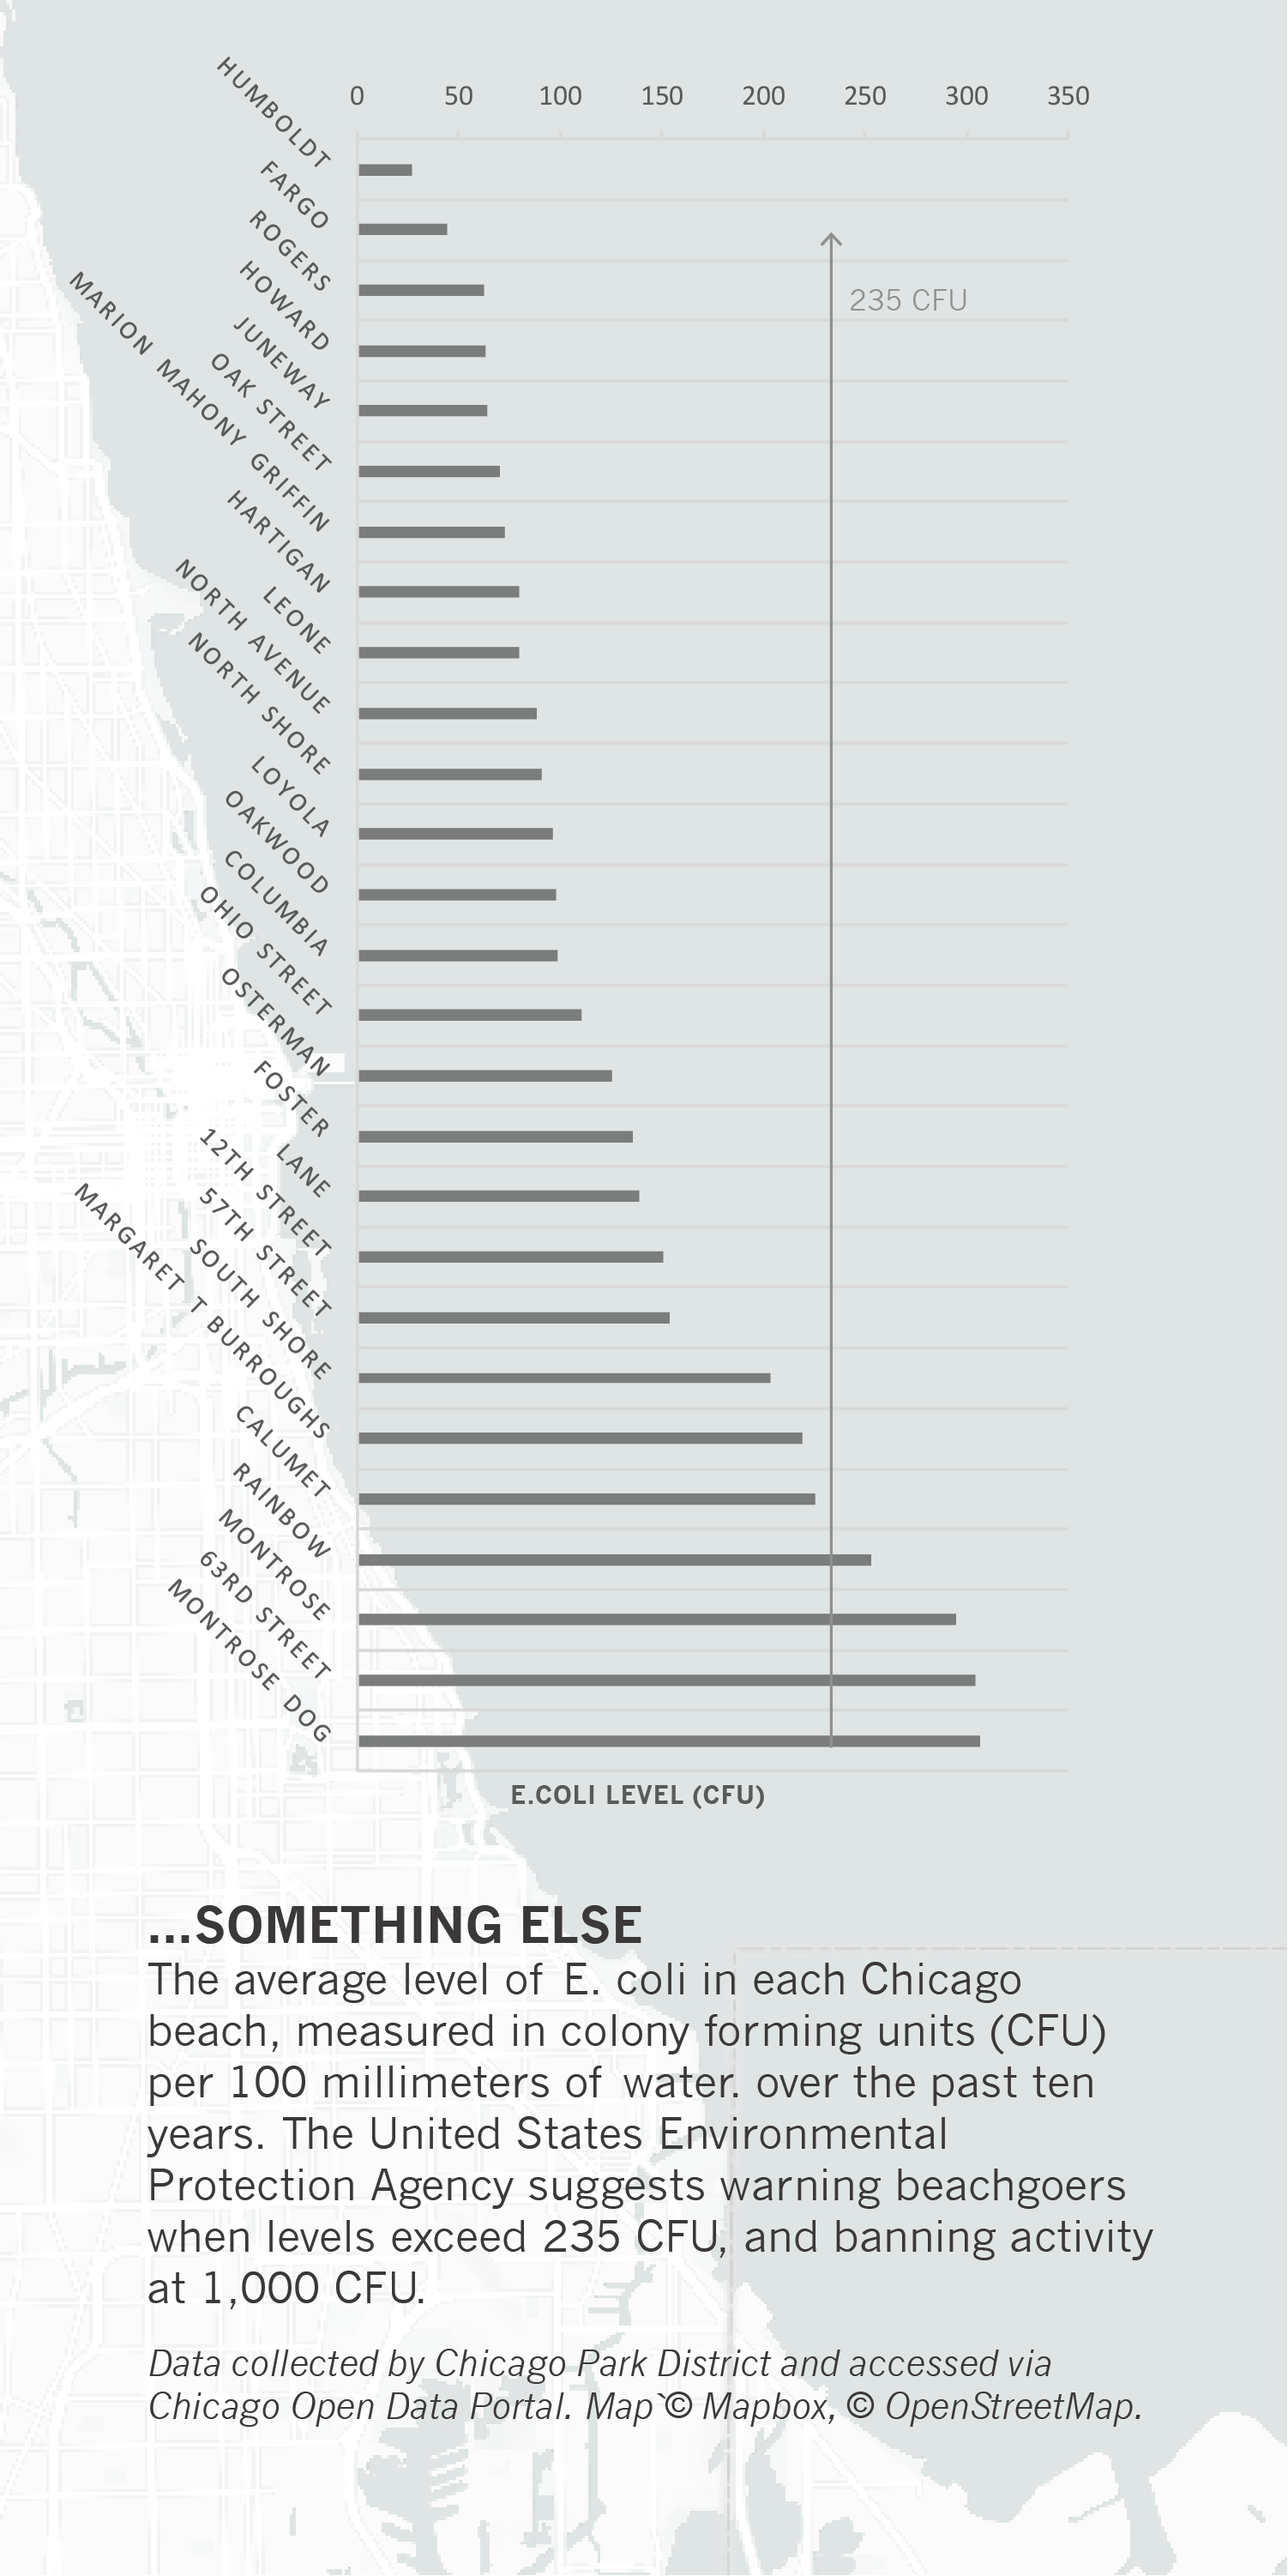 0 50 100 150 200 250 300 350
HUMBOLDT
FARGO
ROGERS
HOWARD
JUNEWAY
OAK STREET
MARION MAHONY GRIFFIN
HARTIGAN
LEONE
NORTH AVENUE
NORTH SHORE
LOYOLA
OAKWOOD
COLUMBIA
OHIO STREET
OSTERMAN
FOSTER
LANE
12TH STREET
57TH STREET
SOUTH SHORE
MARGARET T BURROUGHS
CALUMET
RAINBOW
MONTROSE
63RD STREET
MONTROSE DOG
235 CFU
E.COLI LEVEL (CFU)
...SOMETHING ELSE
The average level of E. coli in each Chicago
beach, measured in colony forming units (CFU)
per 100 millimeters of water. over the past ten
years. The United States Environmental
Protection Agency suggests warning beachgoers
when levels exceed 235 CFU, and banning activity
at 1,000 CFU.
Data collected by Chicago Park District and accessed via
Chicago Open Data Portal. Map`© Mapbox, © OpenStreetMap.